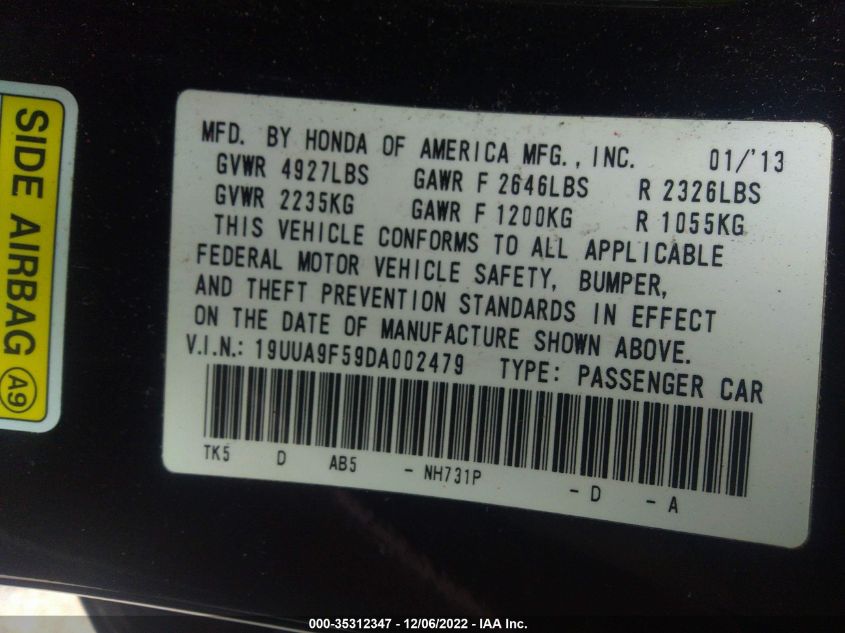 SIDE AIRBAG A9
MFD. BY HONDA OF AMERICA MFG., INC. 01/'13
GVWR 4927LBS GAWR F 2646LBS R 2326LBS
GVWR 2235KG GAWR F 1200KG R 1055KG
THIS VEHICLE CONFORMS TO ALL APPLICABLE
FEDERAL MOTOR VEHICLE SAFETY, BUMPER,
AND THEFT PREVENTION STANDARDS IN EFFECT
ON THE DATE OF MANUFACTURE SHOWN ABOVE.
V.I.N.: 19UUA9F59DA002479 TYPE: PASSENGER CAR
TK5 D AB5 - NH731P - D - A
000-35312347 - 12/06/2022 - IAA Inc.